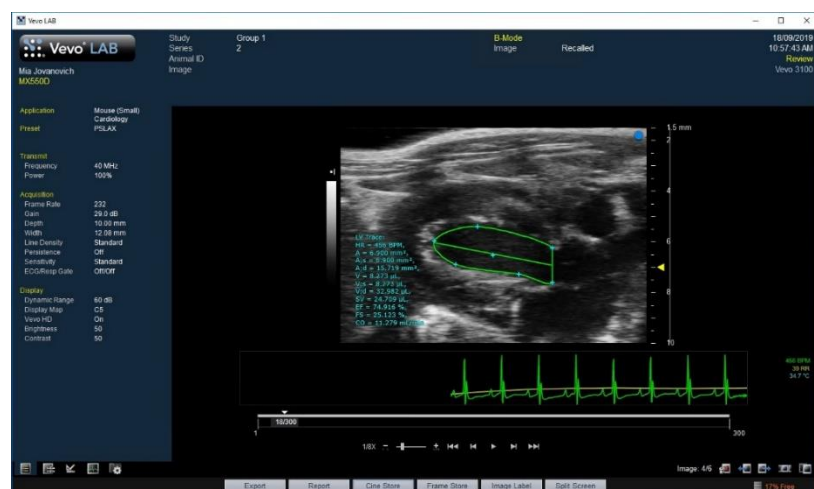 Vevo LAB
Vevo LAB
Mia Jovanovich
MX550D
Study Group 1
Series 2
Animal ID
Image
B-Mode
Image Recalled
18/09/2019
10:57:43 AM
Review
Vevo 3100
Application Mouse (Small)
Cardiology
Preset PSLAX
Transmit
Frequency 40 MHz
Power 100%
Acquisition
Frame Rate 232
Gain 29.0 dB
Depth 10.00 mm
Width 12.08 mm
Line Density Standard
Persistence Off
Sensitivity Standard
ECG/Resp Gate Off/Off
Display
Dynamic Range 60 dB
Display Map C5
Vevo HD On
Brightness 50
Contrast 50
1.5 mm
2
4
6
8
10
LV Trace
HR = 456 BPM,
A = 6.900 mm²,
A;s = 6.900 mm²,
A;d = 15.719 mm²,
V = 8.273 µL,
V;s = 8.273 µL,
V;d = 32.982 µL,
SV = 24.709 µL,
EF = 74.916 %,
FS = 25.123 %,
CO = 11.279
460 BPM
39 RR
34.7 °C
18/300
1 300
1/8X
Image: 4/6
Export Report Cine Store Frame Store Image Label Split Screen
17% Free